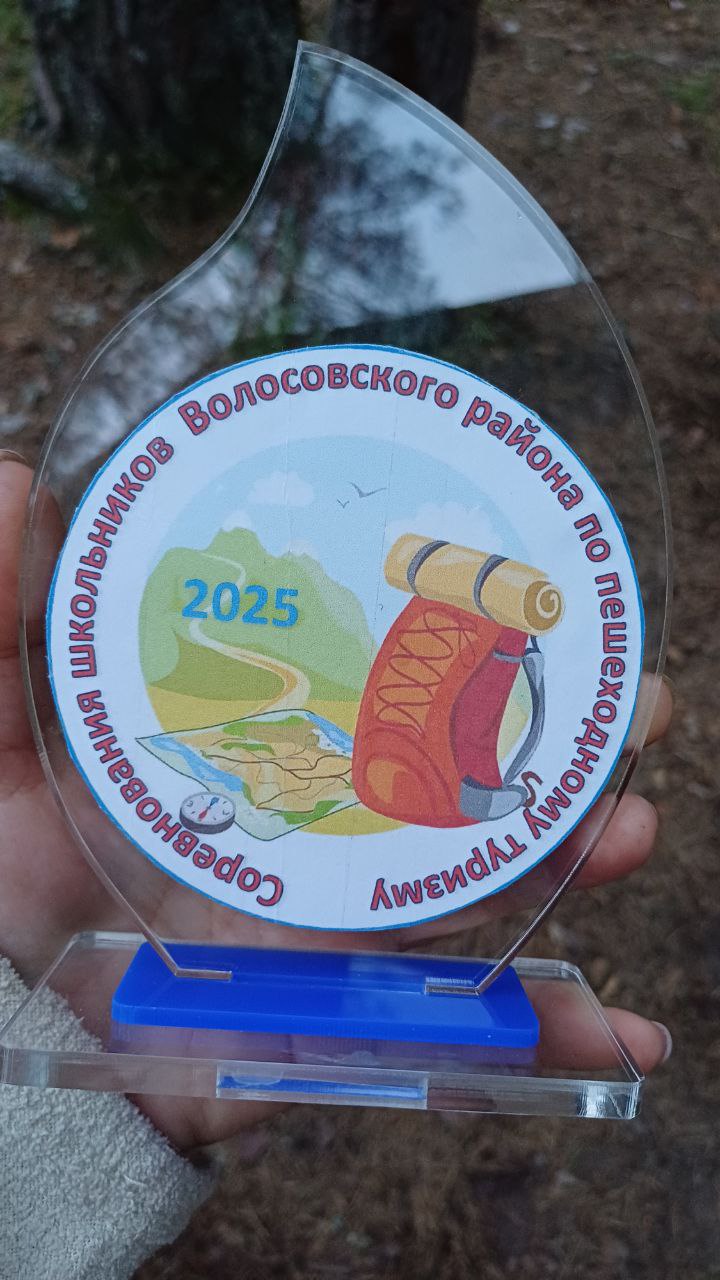 Соревнования школьников Волосовского района по пешеходному туризму
2025